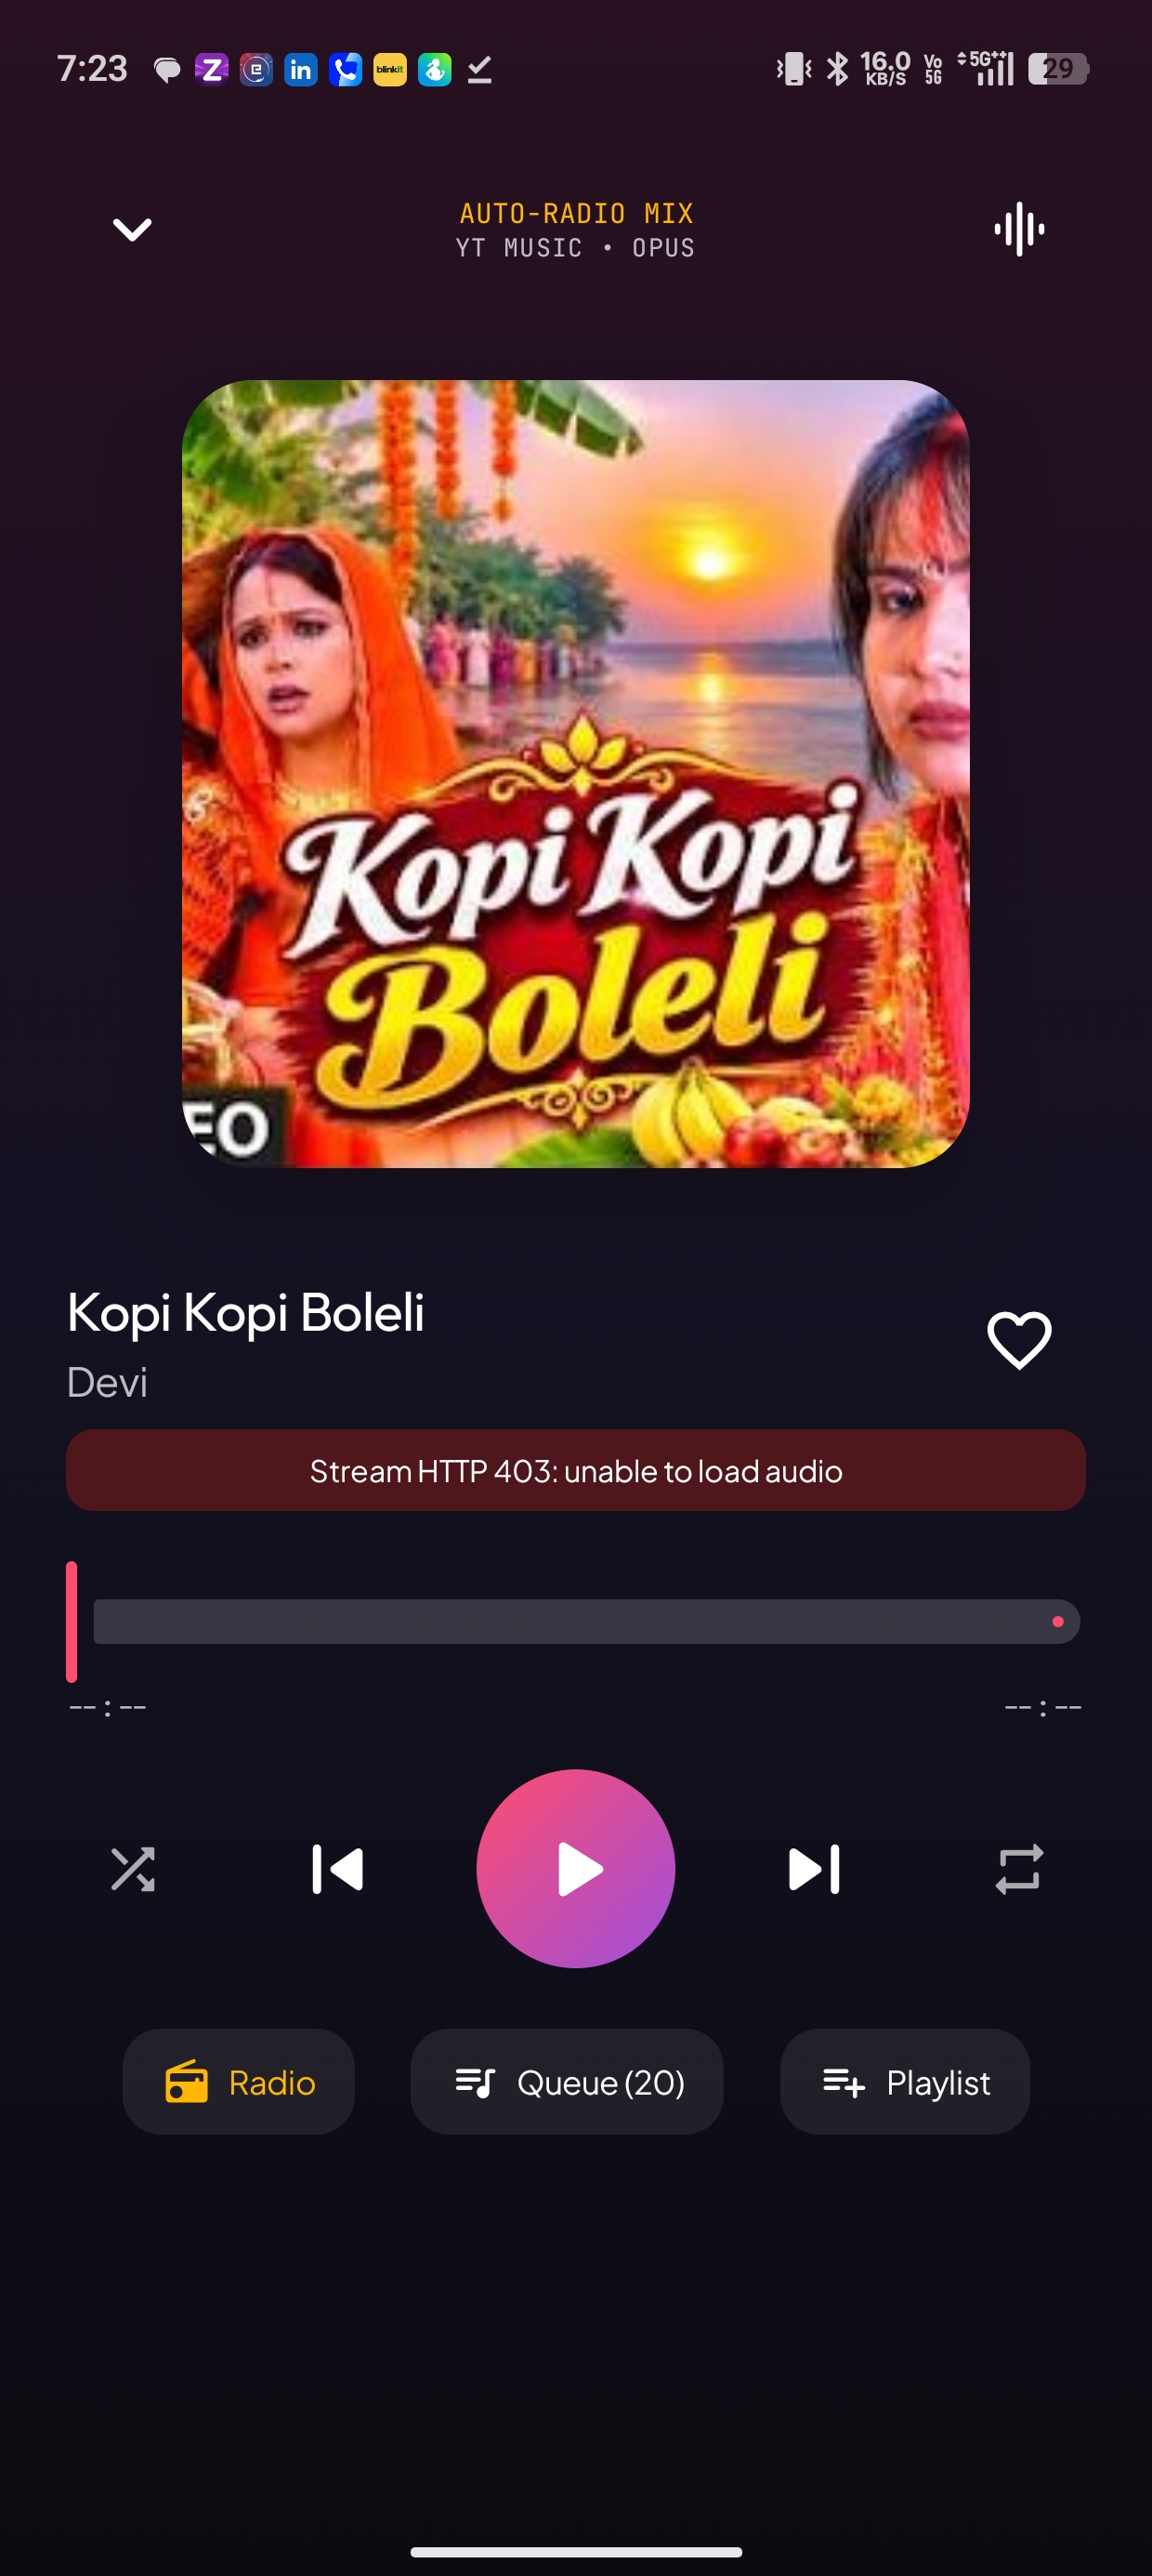 7:23
blinkit
16.0
KB/S
Vo
5G
5G++
29
AUTO-RADIO MIX
YT MUSIC • OPUS
Kopi Kopi
Boleli
EO
Kopi Kopi Boleli
Devi
Stream HTTP 403: unable to load audio
--:--
--:--
Radio
Queue (20)
Playlist